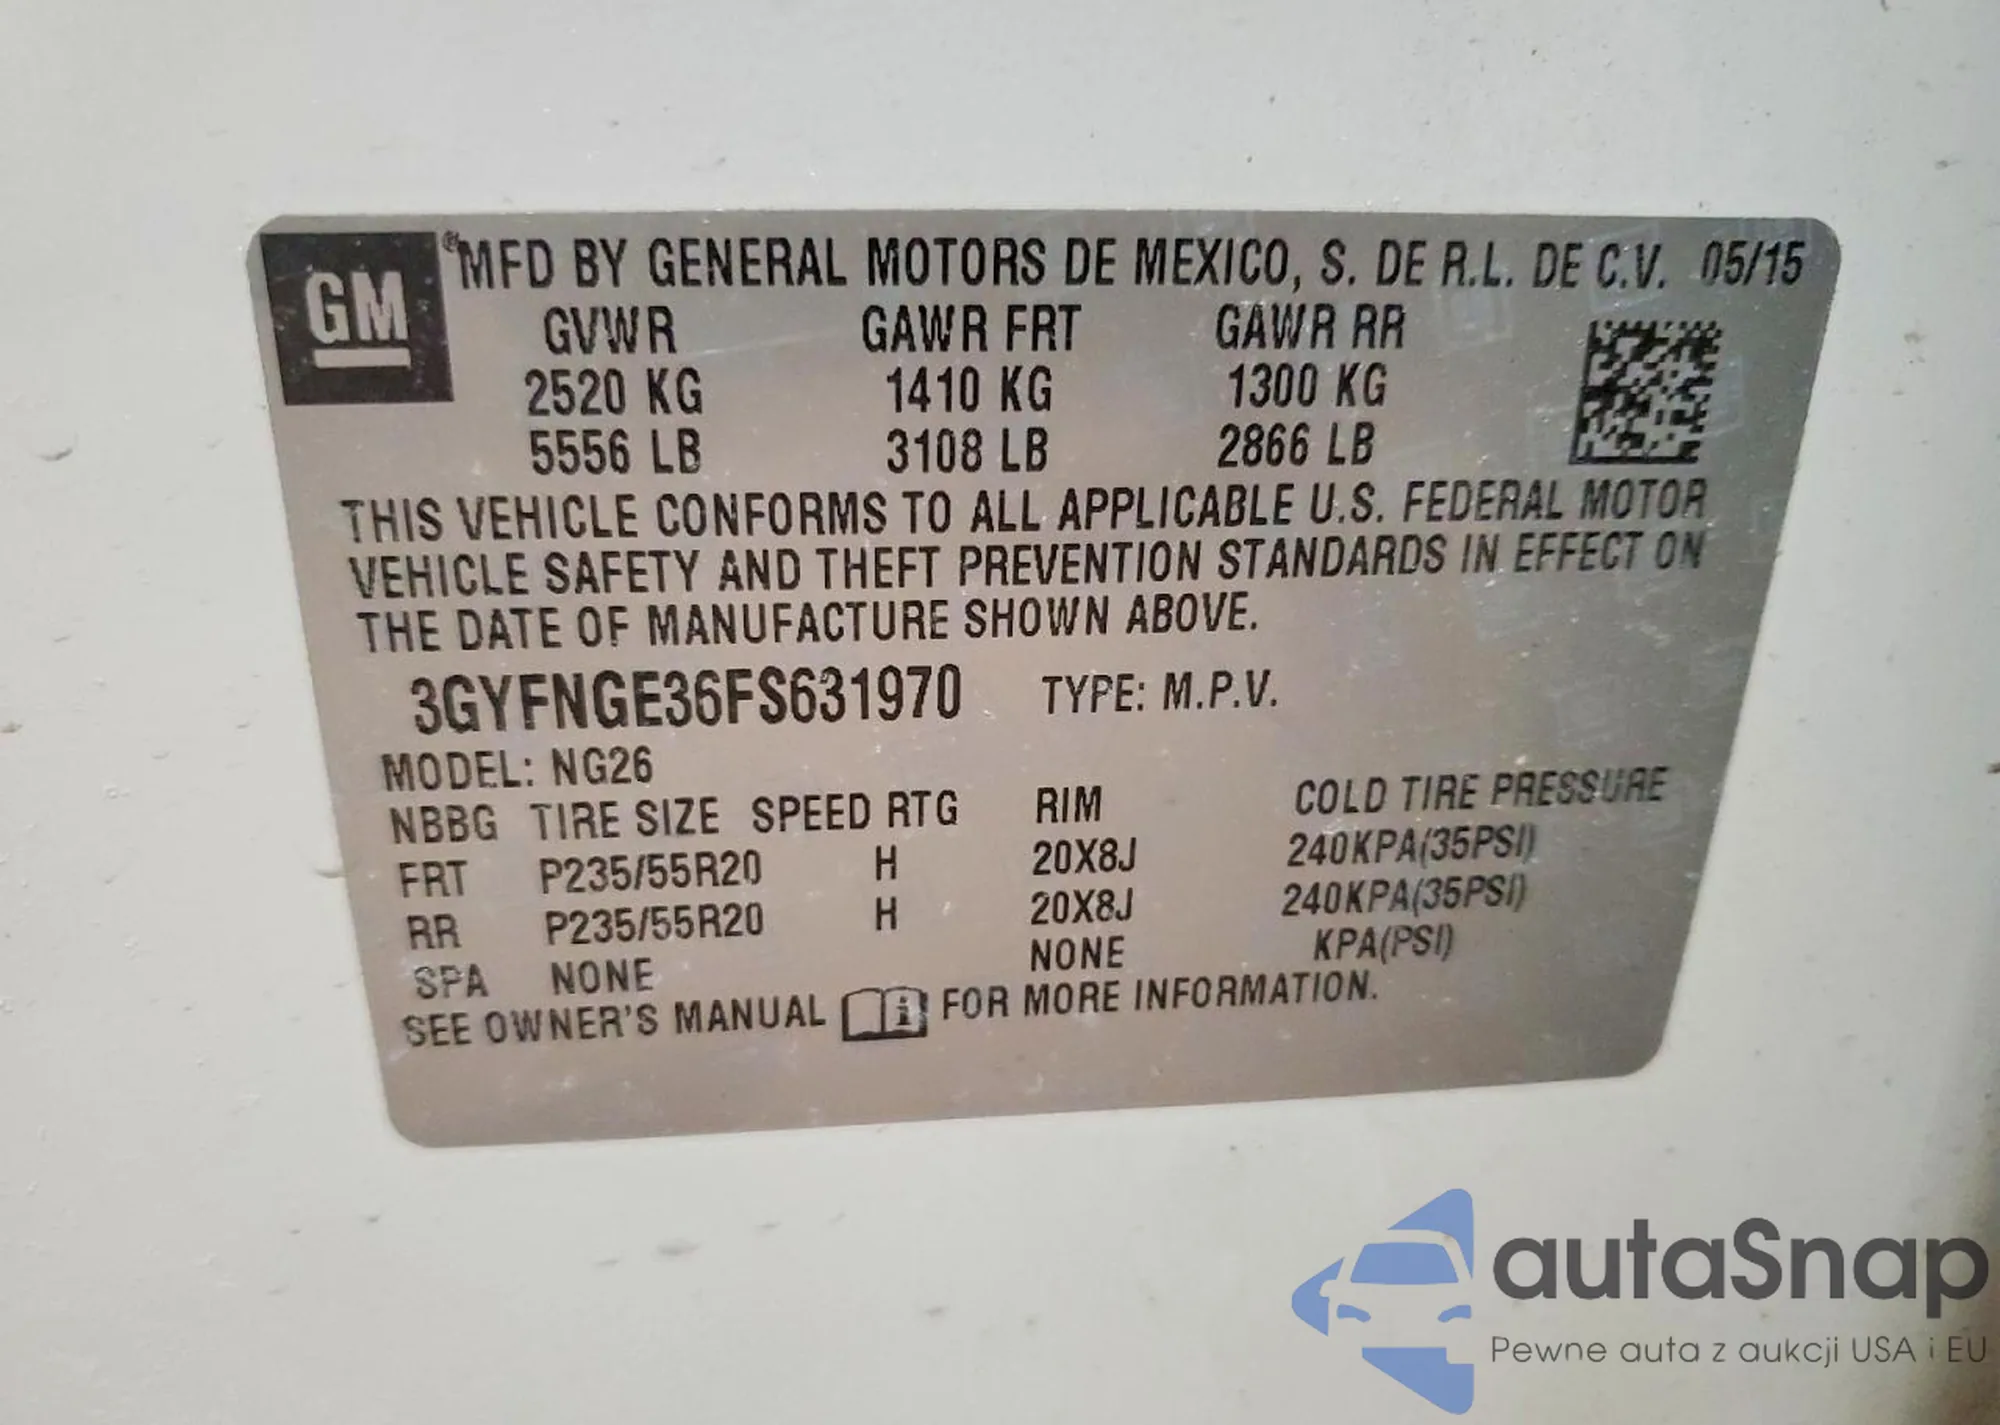 GM ®MFD BY GENERAL MOTORS DE MEXICO, S. DE R.L. DE C.V. 05/15
GVWR GAWR FRT GAWR RR
2520 KG 1410 KG 1300 KG
5556 LB 3108 LB 2866 LB
THIS VEHICLE CONFORMS TO ALL APPLICABLE U.S. FEDERAL MOTOR
VEHICLE SAFETY AND THEFT PREVENTION STANDARDS IN EFFECT ON
THE DATE OF MANUFACTURE SHOWN ABOVE.
3GYFNGE36FS631970 TYPE: M.P.V.
MODEL: NG26
NBBG TIRE SIZE SPEED RTG RIM COLD TIRE PRESSURE
FRT P235/55R20 H 20X8J 240KPA(35PSI)
RR P235/55R20 H 20X8J 240KPA(35PSI)
SPA NONE NONE KPA(PSI)
SEE OWNER'S MANUAL i FOR MORE INFORMATION.
autaSnap
Pewne auta z aukcji USA i EU